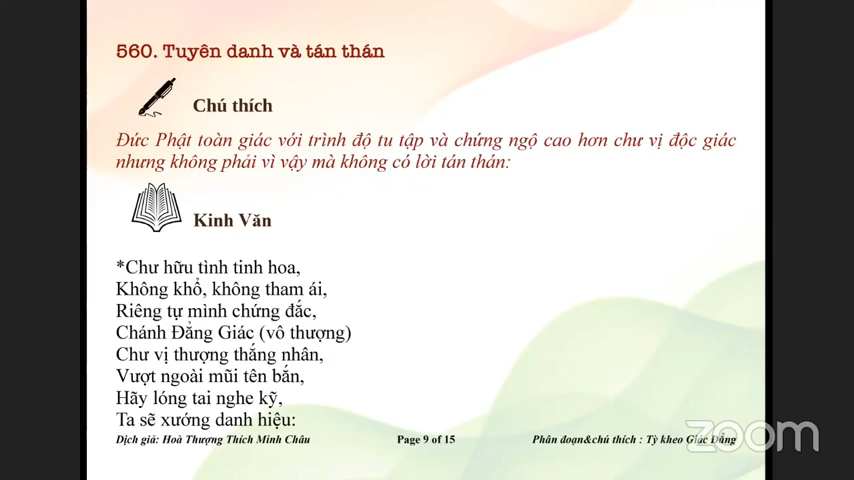 560. Tuyên danh và tán thán
Chú thích
Đức Phật toàn giác với trình độ tu tập và chứng ngộ cao hơn chư vị độc giác
nhưng không phải vì vậy mà không có lời tán thán:
Kinh Văn
*Chư hữu tình tinh hoa,
Không khổ, không tham ái,
Riêng tự mình chứng đắc,
Chánh Đẳng Giác (vô thượng)
Chư vị thượng thắng nhân,
Vượt ngoài mũi tên bắn,
Hãy lóng tai nghe kỹ,
Ta sẽ xướng danh hiệu:
Dịch giả: Hoà Thượng Thích Minh Châu
Page 9 of 15
Phân đoạn&chú thích : Tỳ kheo Giác Đẳng
zoom